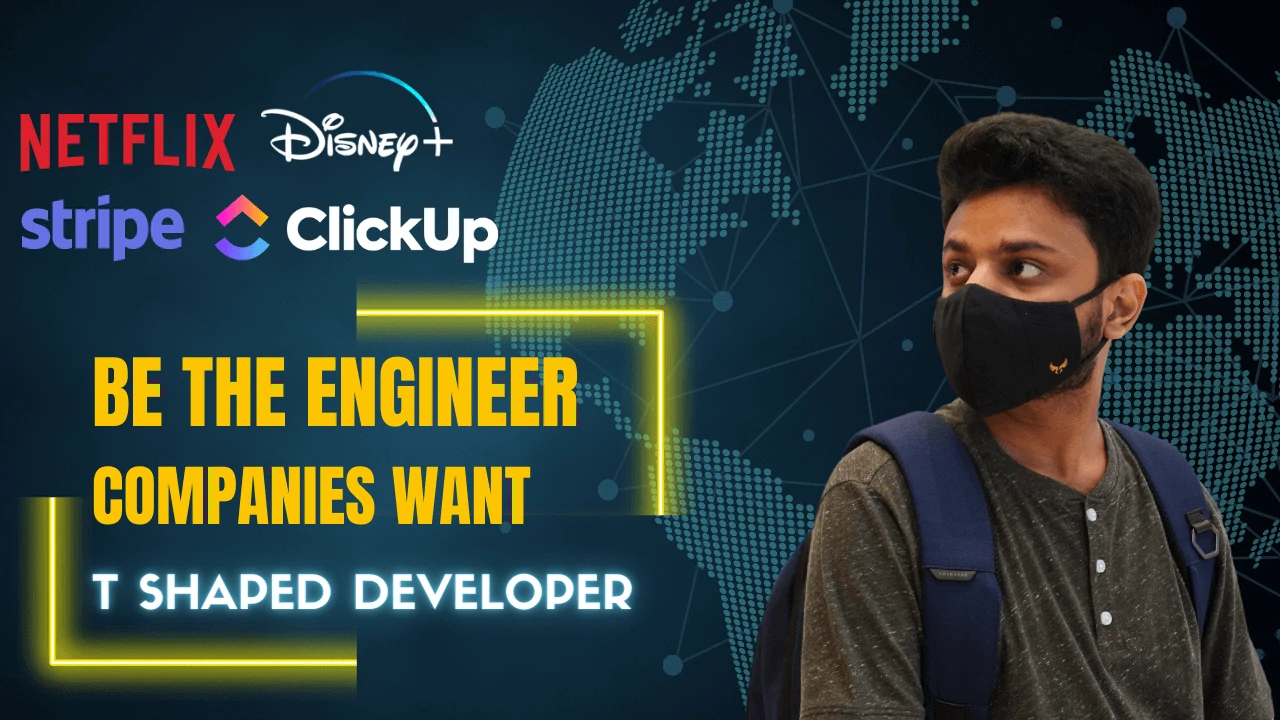 NETFLIX Disney+
stripe ClickUp
BE THE ENGINEER
COMPANIES WANT
T SHAPED DEVELOPER